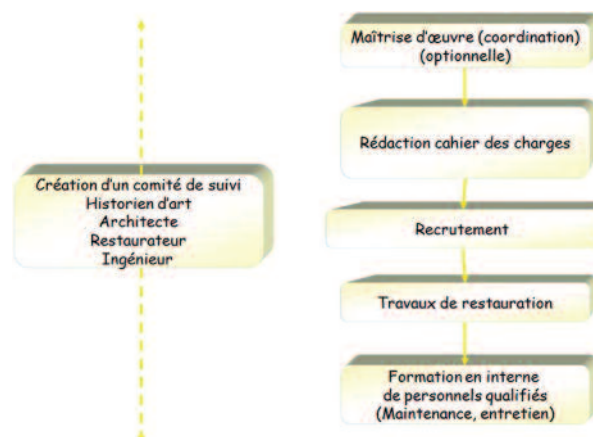 Maîtrise d'œuvre (coordination)
(optionnelle)
Rédaction cahier des charges
Création d'un comité de suivi
Historien d'art
Architecte
Restaurateur
Ingénieur
Recrutement
Travaux de restauration
Formation en interne
de personnels qualifiés
(Maintenance, entretien)